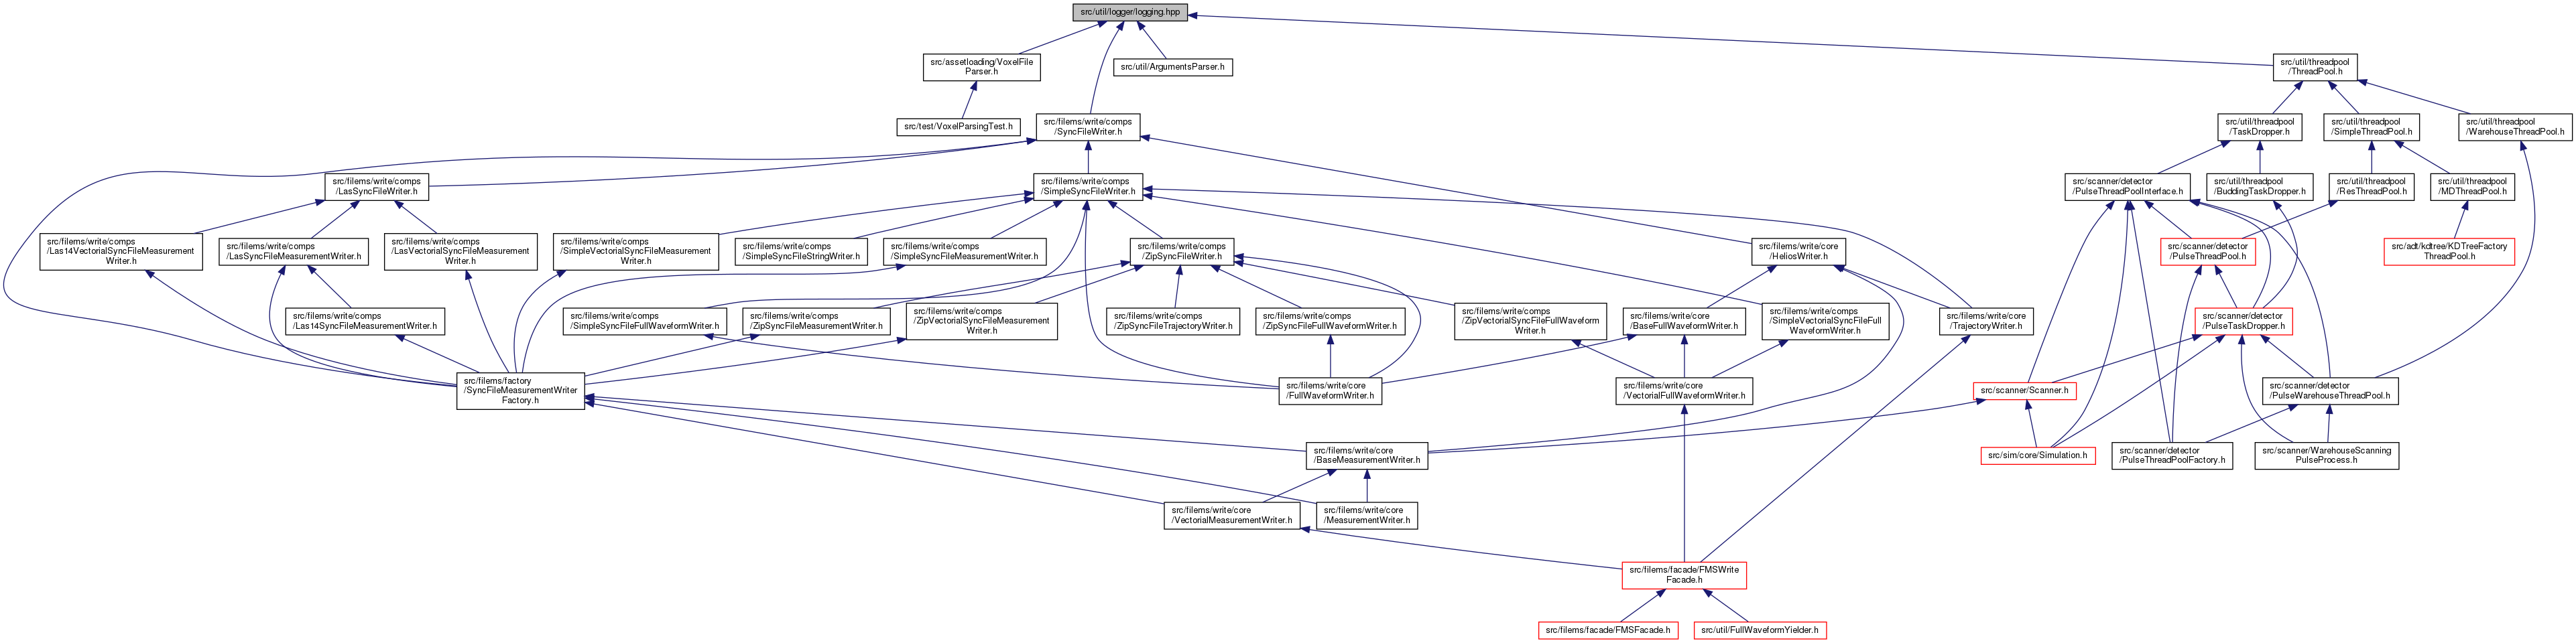 src/util/logger/logging.hpp
src/assetloading/VoxelFile
Parser.h
src/util/ArgumentsParser.h
src/util/threadpool
/ThreadPool.h
src/test/VoxelParsingTest.h
src/filems/write/comps
/SyncFileWriter.h
src/util/threadpool
/TaskDropper.h
src/util/threadpool
/SimpleThreadPool.h
src/util/threadpool
/WarehouseThreadPool.h
src/filems/write/comps
/LasSyncFileWriter.h
src/filems/write/comps
/SimpleSyncFileWriter.h
src/scanner/detector
/PulseThreadPoolInterface.h
src/util/threadpool
/BuddingTaskDropper.h
src/util/threadpool
/ResThreadPool.h
src/util/threadpool
/MDThreadPool.h
src/filems/write/comps
/Las14VectorialSyncFileMeasurement
Writer.h
src/filems/write/comps
/LasSyncFileMeasurementWriter.h
src/filems/write/comps
/LasVectorialSyncFileMeasurement
Writer.h
src/filems/write/comps
/SimpleVectorialSyncFileMeasurement
Writer.h
src/filems/write/comps
/SimpleSyncFileStringWriter.h
src/filems/write/comps
/SimpleSyncFileMeasurementWriter.h
src/filems/write/comps
/ZipSyncFileWriter.h
src/filems/write/core
/HeliosWriter.h
src/scanner/detector
/PulseThreadPool.h
src/adt/kdtree/KDTreeFactory
ThreadPool.h
src/filems/write/comps
/Las14SyncFileMeasurementWriter.h
src/filems/write/comps
/SimpleSyncFileFullWaveformWriter.h
src/filems/write/comps
/ZipSyncFileMeasurementWriter.h
src/filems/write/comps
/ZipVectorialSyncFileMeasurement
Writer.h
src/filems/write/comps
/ZipSyncFileTrajectoryWriter.h
src/filems/write/comps
/ZipSyncFileFullWaveformWriter.h
src/filems/write/comps
/ZipVectorialSyncFileFullWaveform
Writer.h
src/filems/write/core
/BaseFullWaveformWriter.h
src/filems/write/comps
/SimpleVectorialSyncFileFull
WaveformWriter.h
src/filems/write/core
/TrajectoryWriter.h
src/scanner/detector
/PulseTaskDropper.h
src/filems/factory
/SyncFileMeasurementWriter
Factory.h
src/filems/write/core
/FullWaveformWriter.h
src/filems/write/core
/VectorialFullWaveformWriter.h
src/scanner/Scanner.h
src/scanner/detector
/PulseWarehouseThreadPool.h
src/filems/write/core
/BaseMeasurementWriter.h
src/sim/core/Simulation.h
src/scanner/detector
/PulseThreadPoolFactory.h
src/scanner/WarehouseScanning
PulseProcess.h
src/filems/write/core
/VectorialMeasurementWriter.h
src/filems/write/core
/MeasurementWriter.h
src/filems/facade/FMSWrite
Facade.h
src/filems/facade/FMSFacade.h
src/util/FullWaveformYielder.h